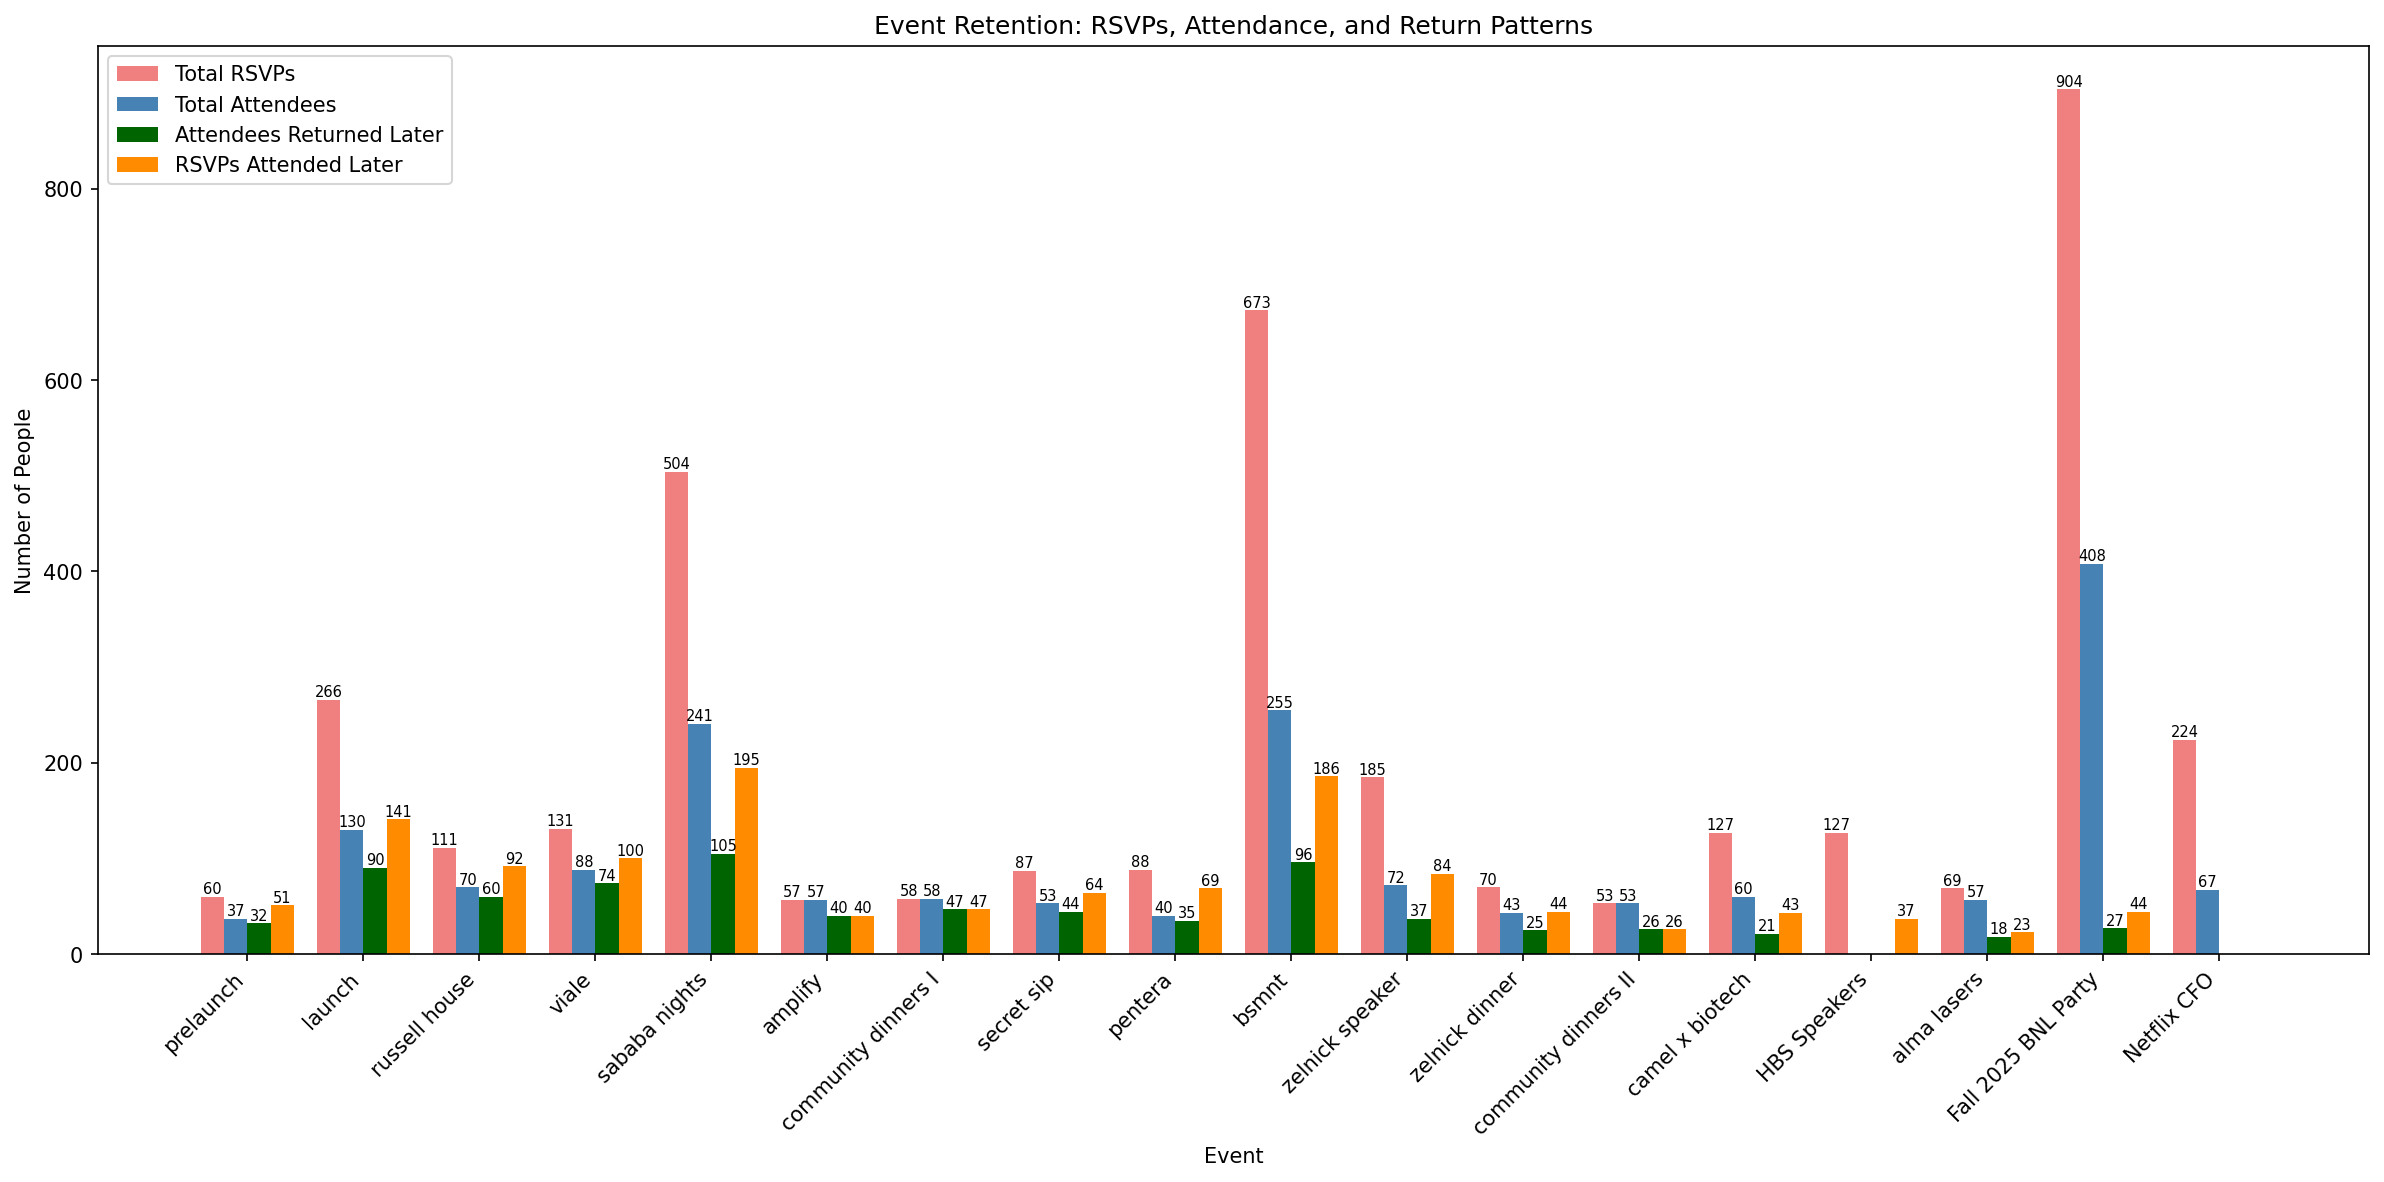 Event Retention: RSVPs, Attendance, and Return Patterns
Total RSVPs
Total Attendees
Attendees Returned Later
RSVPs Attended Later
Number of People
800
600
400
200
0
60 37 32 51
266 130 90 141
111 70 60 92
131 88 74 100
504 241 105 195
57 57 40 40
58 58 47 47
87 53 44 64
88 40 35 69
673 255 96 186
185 72 37 84
70 43 25 44
53 53 26 26
127 60 21 43
127 37
69 57 18 23
904 408 27 44
224 67
prelaunch
launch
russell house
viale
sababa nights
amplify
community dinners I
secret sip
pentera
bsmnt
zelnick speaker
zelnick dinner
community dinners II
camel x biotech
HBS Speakers
alma lasers
Fall 2025 BNL Party
Netflix CFO
Event